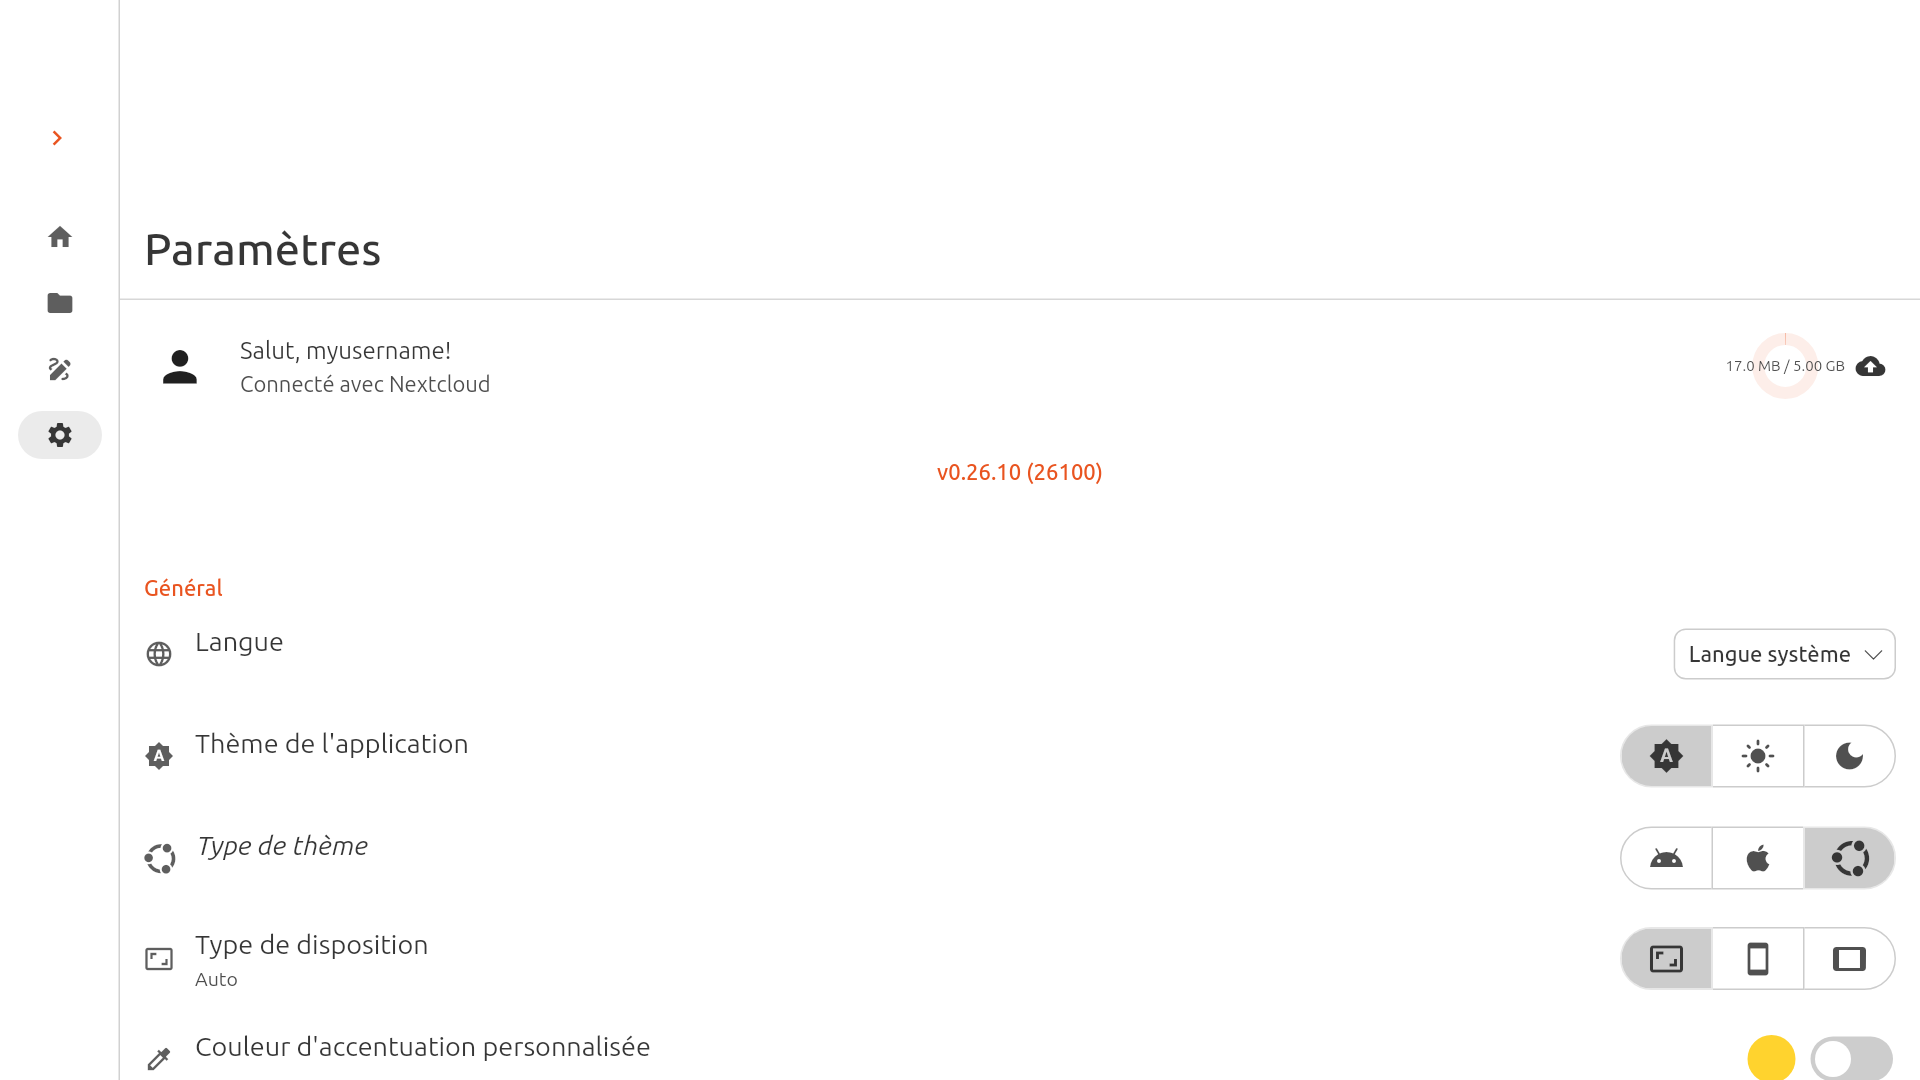 Paramètres
Salut, myusername!
Connecté avec Nextcloud
17.0 MB / 5.00 GB
v0.26.10 (26100)
Général
Langue
Langue système
Thème de l'application
Type de thème
Type de disposition
Auto
Couleur d'accentuation personnalisée